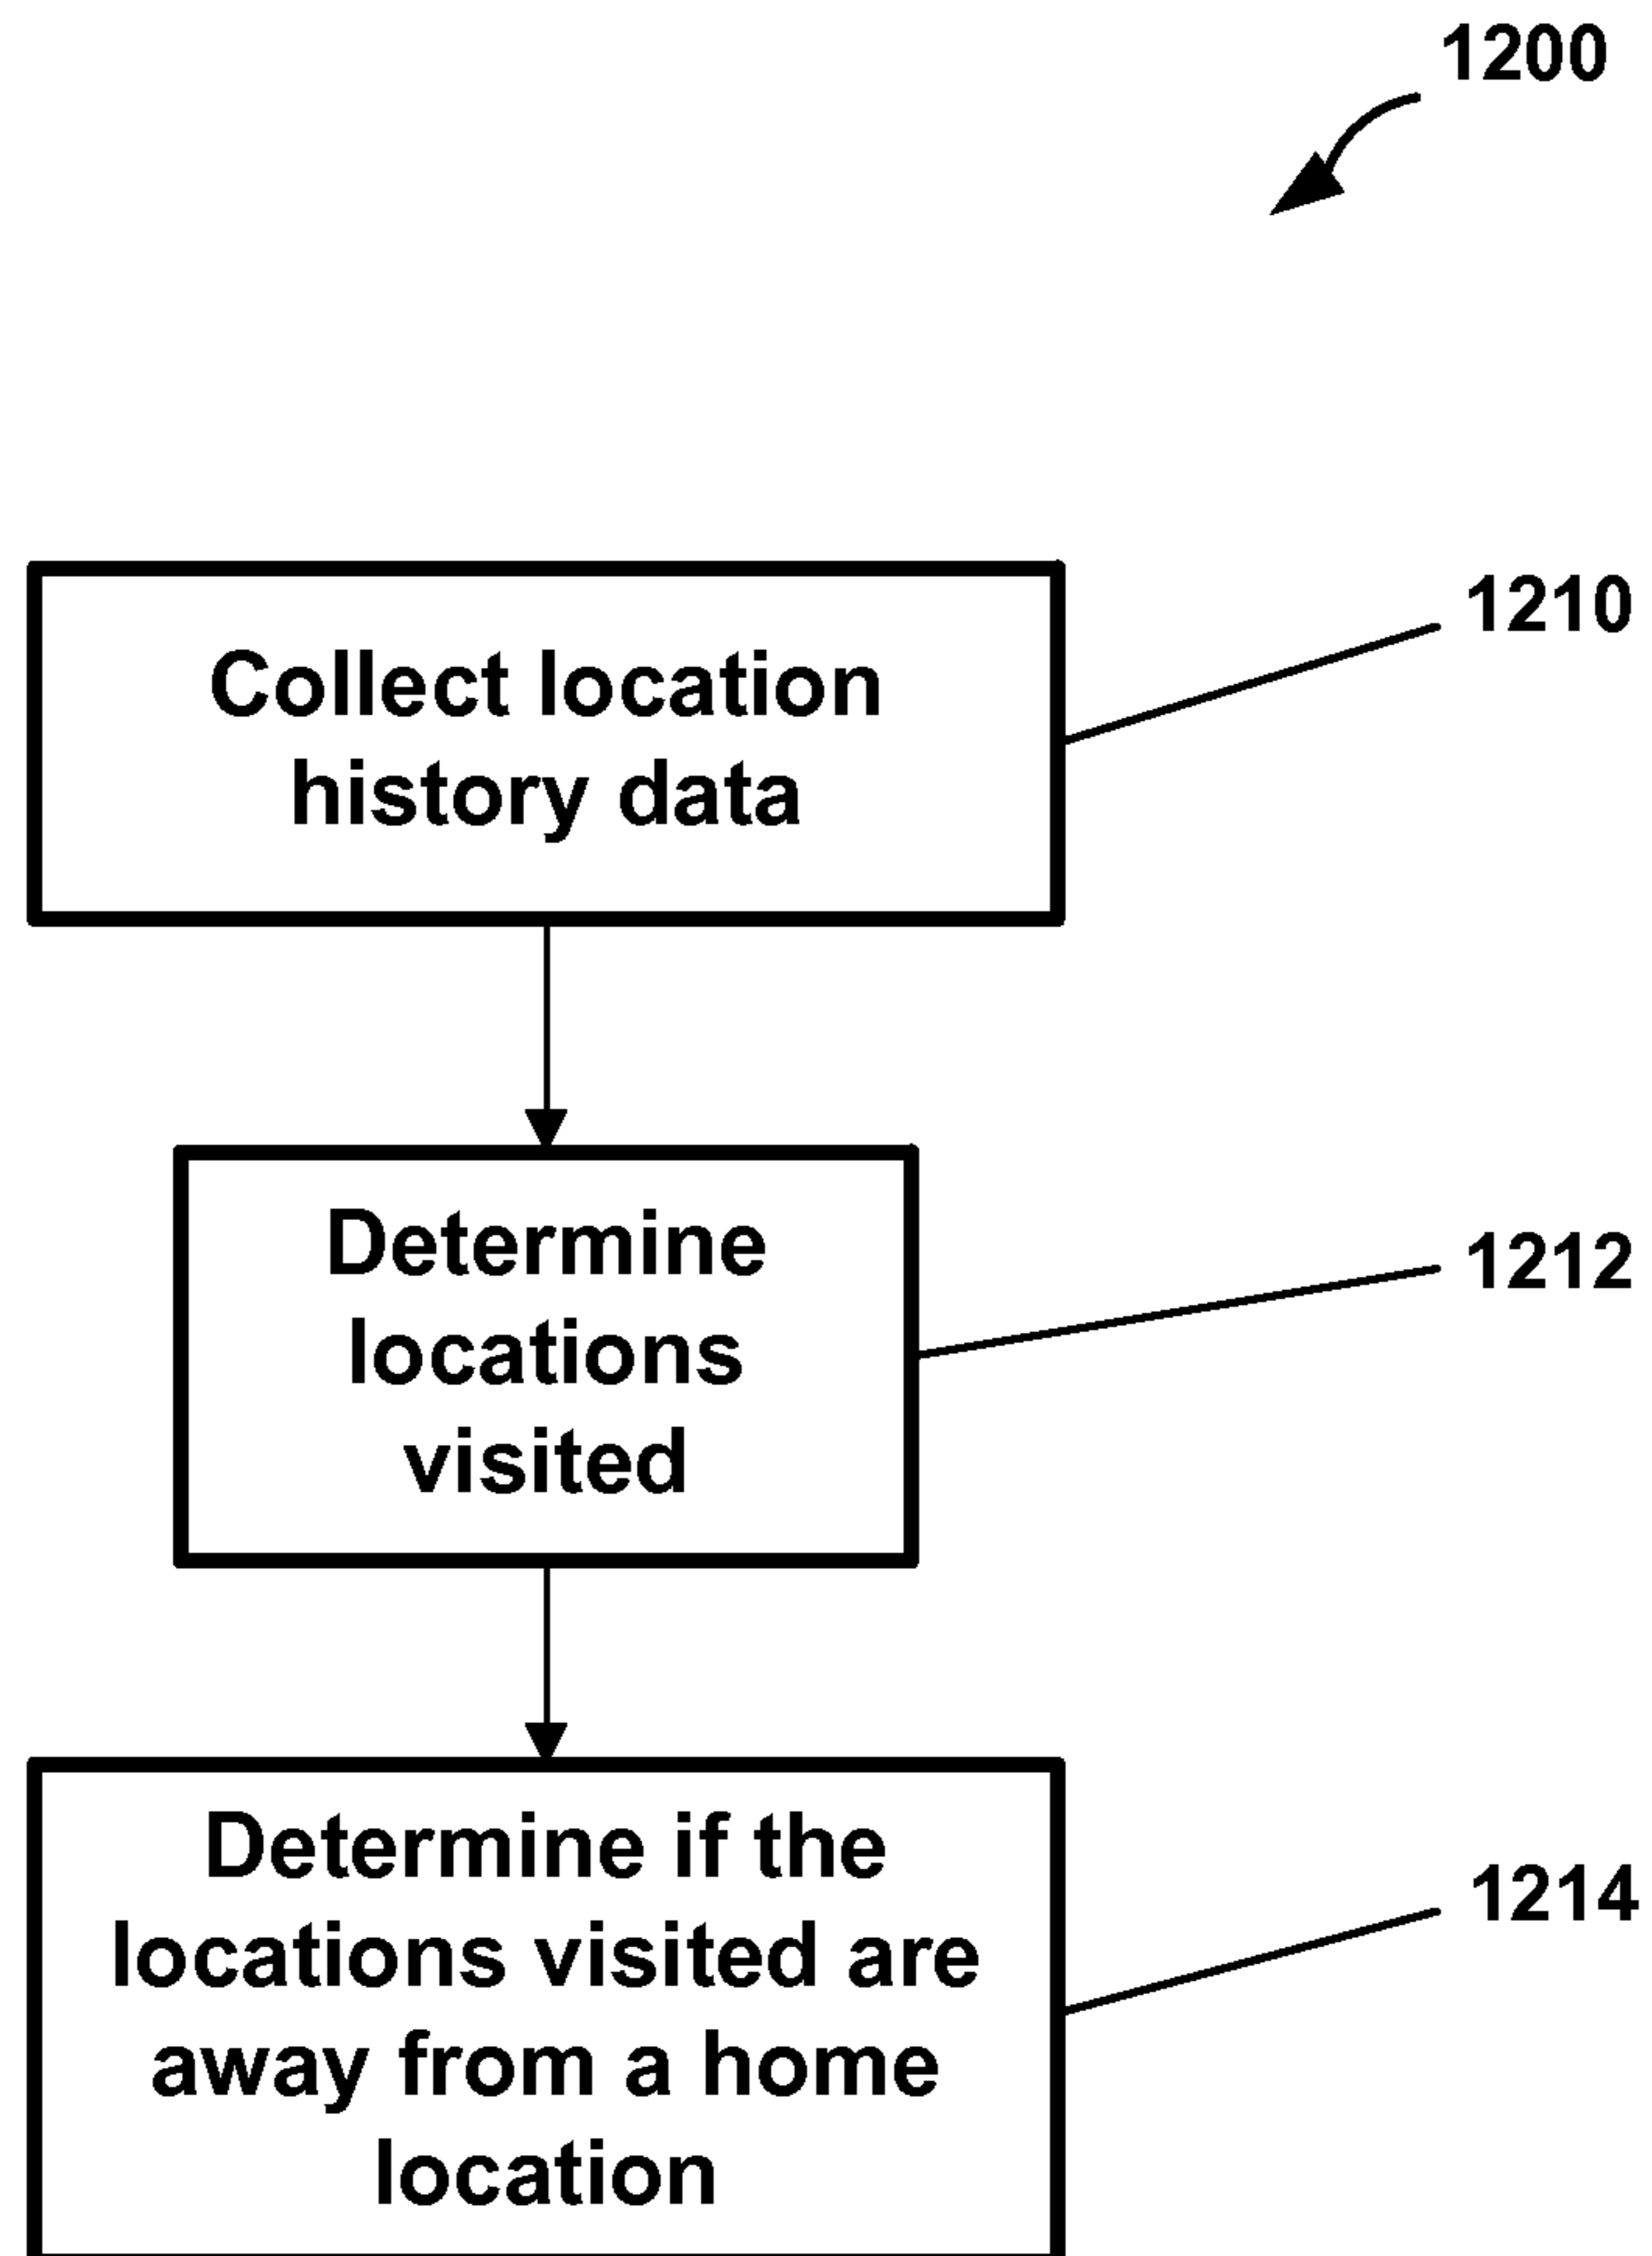 1200
Collect location
history data
1210
Determine
locations
visited
1212
Determine if the
locations visited are
away from a home
location
1214